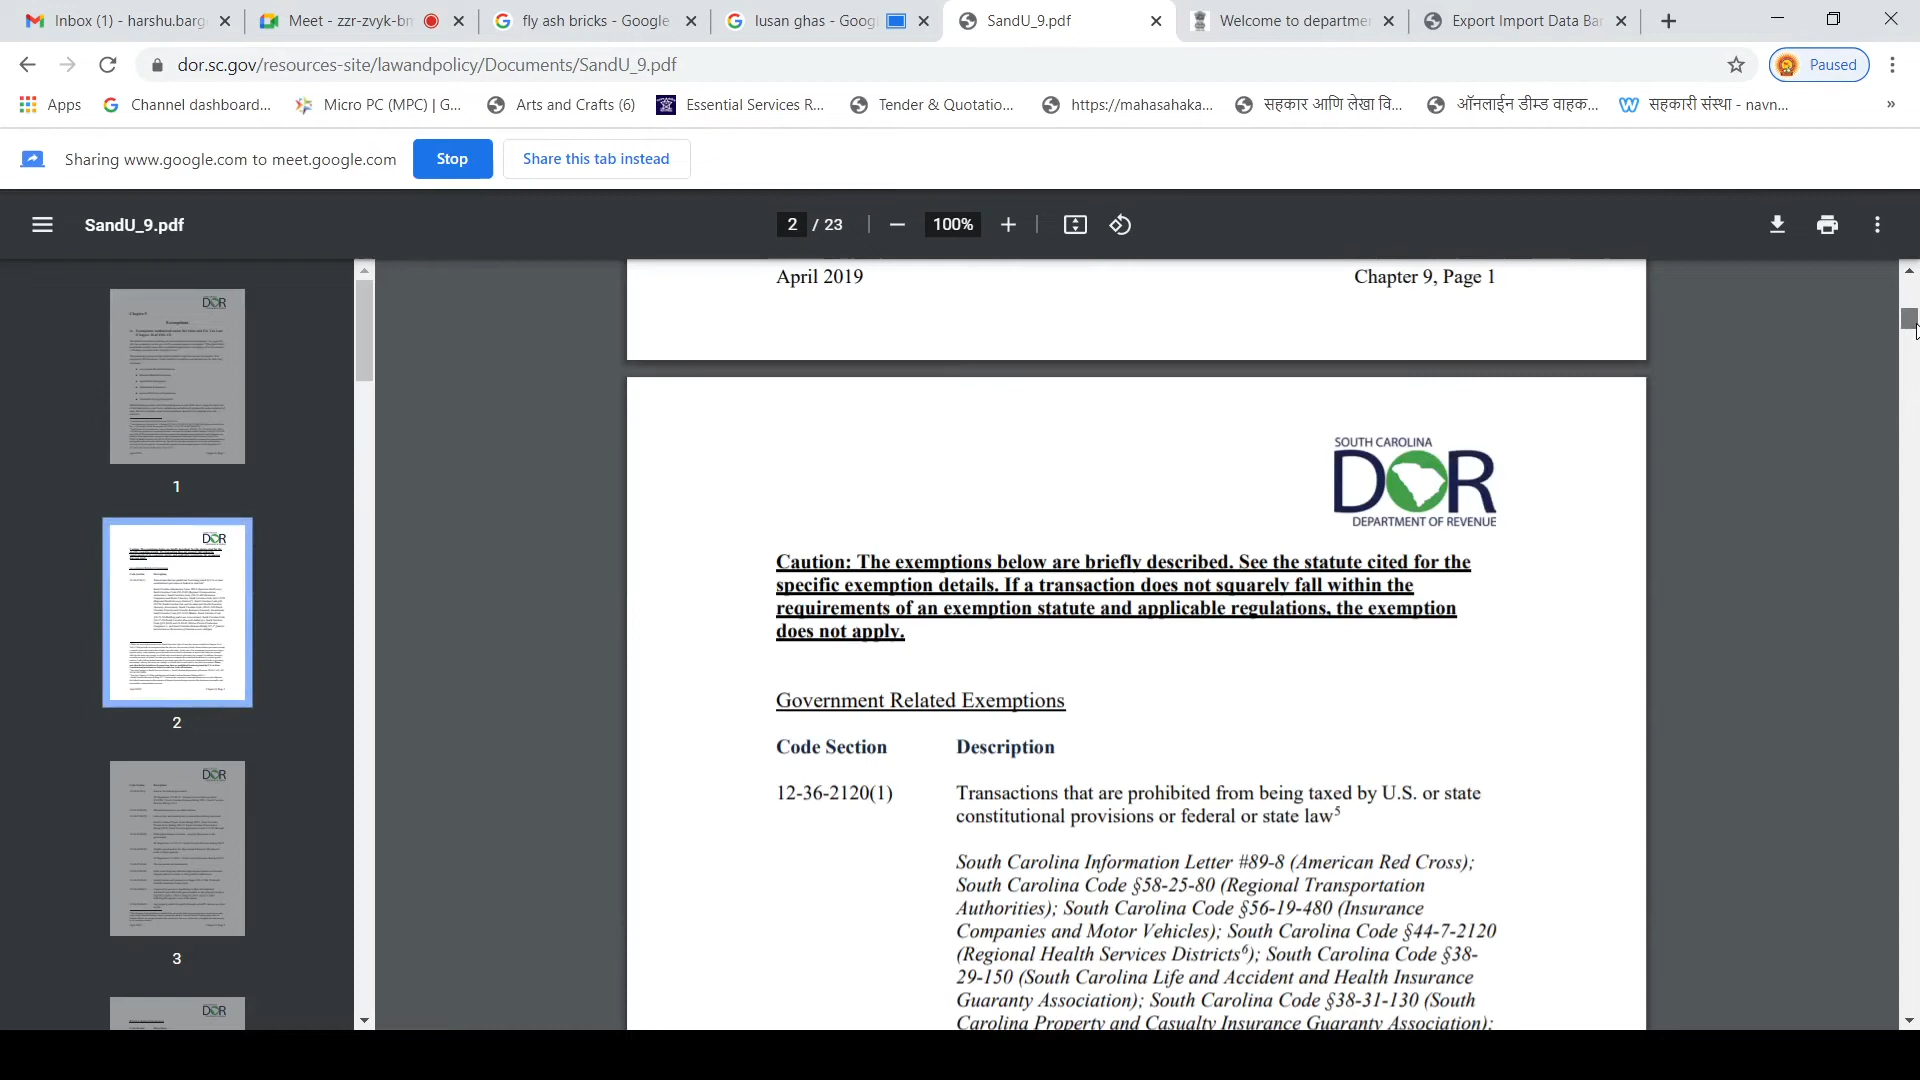 Inbox (1) - harshu.barg
Meet - zzr-zvyk-bm
fly ash bricks - Google
lusan ghas - Goog
SandU_9.pdf
Welcome to departme
Export Import Data Ba
dor.sc.gov/resources-site/lawandpolicy/Documents/SandU_9.pdf
Paused
Apps
Channel dashboard...
Micro PC (MPC) | G...
Arts and Crafts (6)
Essential Services R...
Tender & Quotatio...
https://mahasahaka...
सहकार आणि लेखा वि...
ऑनलाईन डीम्ड वाहक...
सहकारी संस्था - navn...
»
Sharing www.google.com to meet.google.com
Stop
Share this tab instead
SandU_9.pdf
2 / 23
100%
1
2
3
April 2019
Chapter 9, Page 1
SOUTH CAROLINA
DOR
DEPARTMENT OF REVENUE
Caution: The exemptions below are briefly described. See the statute cited for the
specific exemption details. If a transaction does not squarely fall within the
requirements of an exemption statute and applicable regulations, the exemption
does not apply.
Government Related Exemptions
Code Section Description
12-36-2120(1) Transactions that are prohibited from being taxed by U.S. or state
constitutional provisions or federal or state law5
South Carolina Information Letter #89-8 (American Red Cross);
South Carolina Code §58-25-80 (Regional Transportation
Authorities); South Carolina Code §56-19-480 (Insurance
Companies and Motor Vehicles); South Carolina Code §44-7-2120
(Regional Health Services Districts6); South Carolina Code §38-
29-150 (South Carolina Life and Accident and Health Insurance
Guaranty Association); South Carolina Code §38-31-130 (South
Carolina Property and Casualty Insurance Guaranty Association);